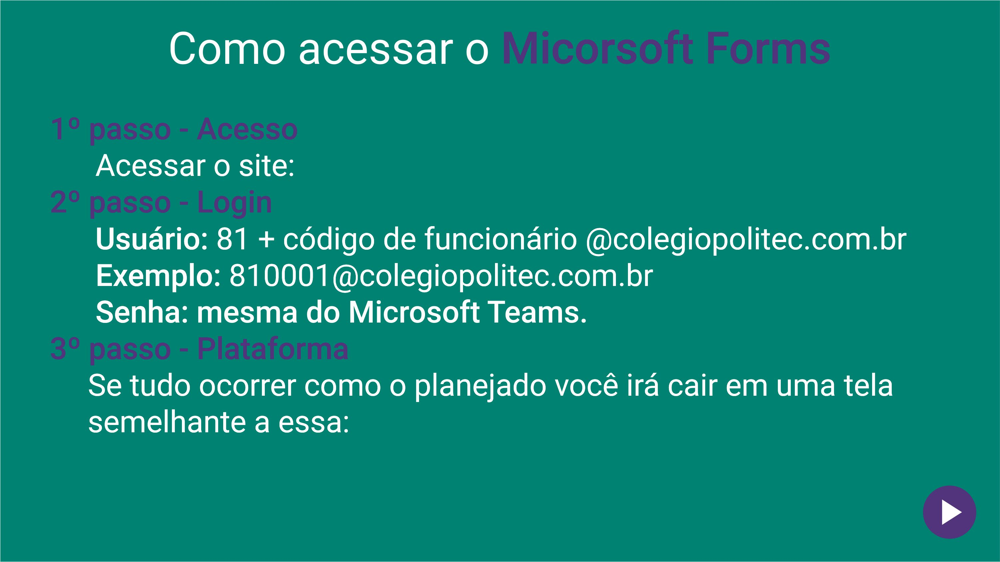 Como acessar o Micorsoft Forms
1º passo - Acesso
Acessar o site:
2º passo - Login
Usuário: 81 + código de funcionário @colegiopolitec.com.br
Exemplo: 810001@colegiopolitec.com.br
Senha: mesma do Microsoft Teams.
3º passo - Plataforma
Se tudo ocorrer como o planejado você irá cair em uma tela
semelhante a essa: